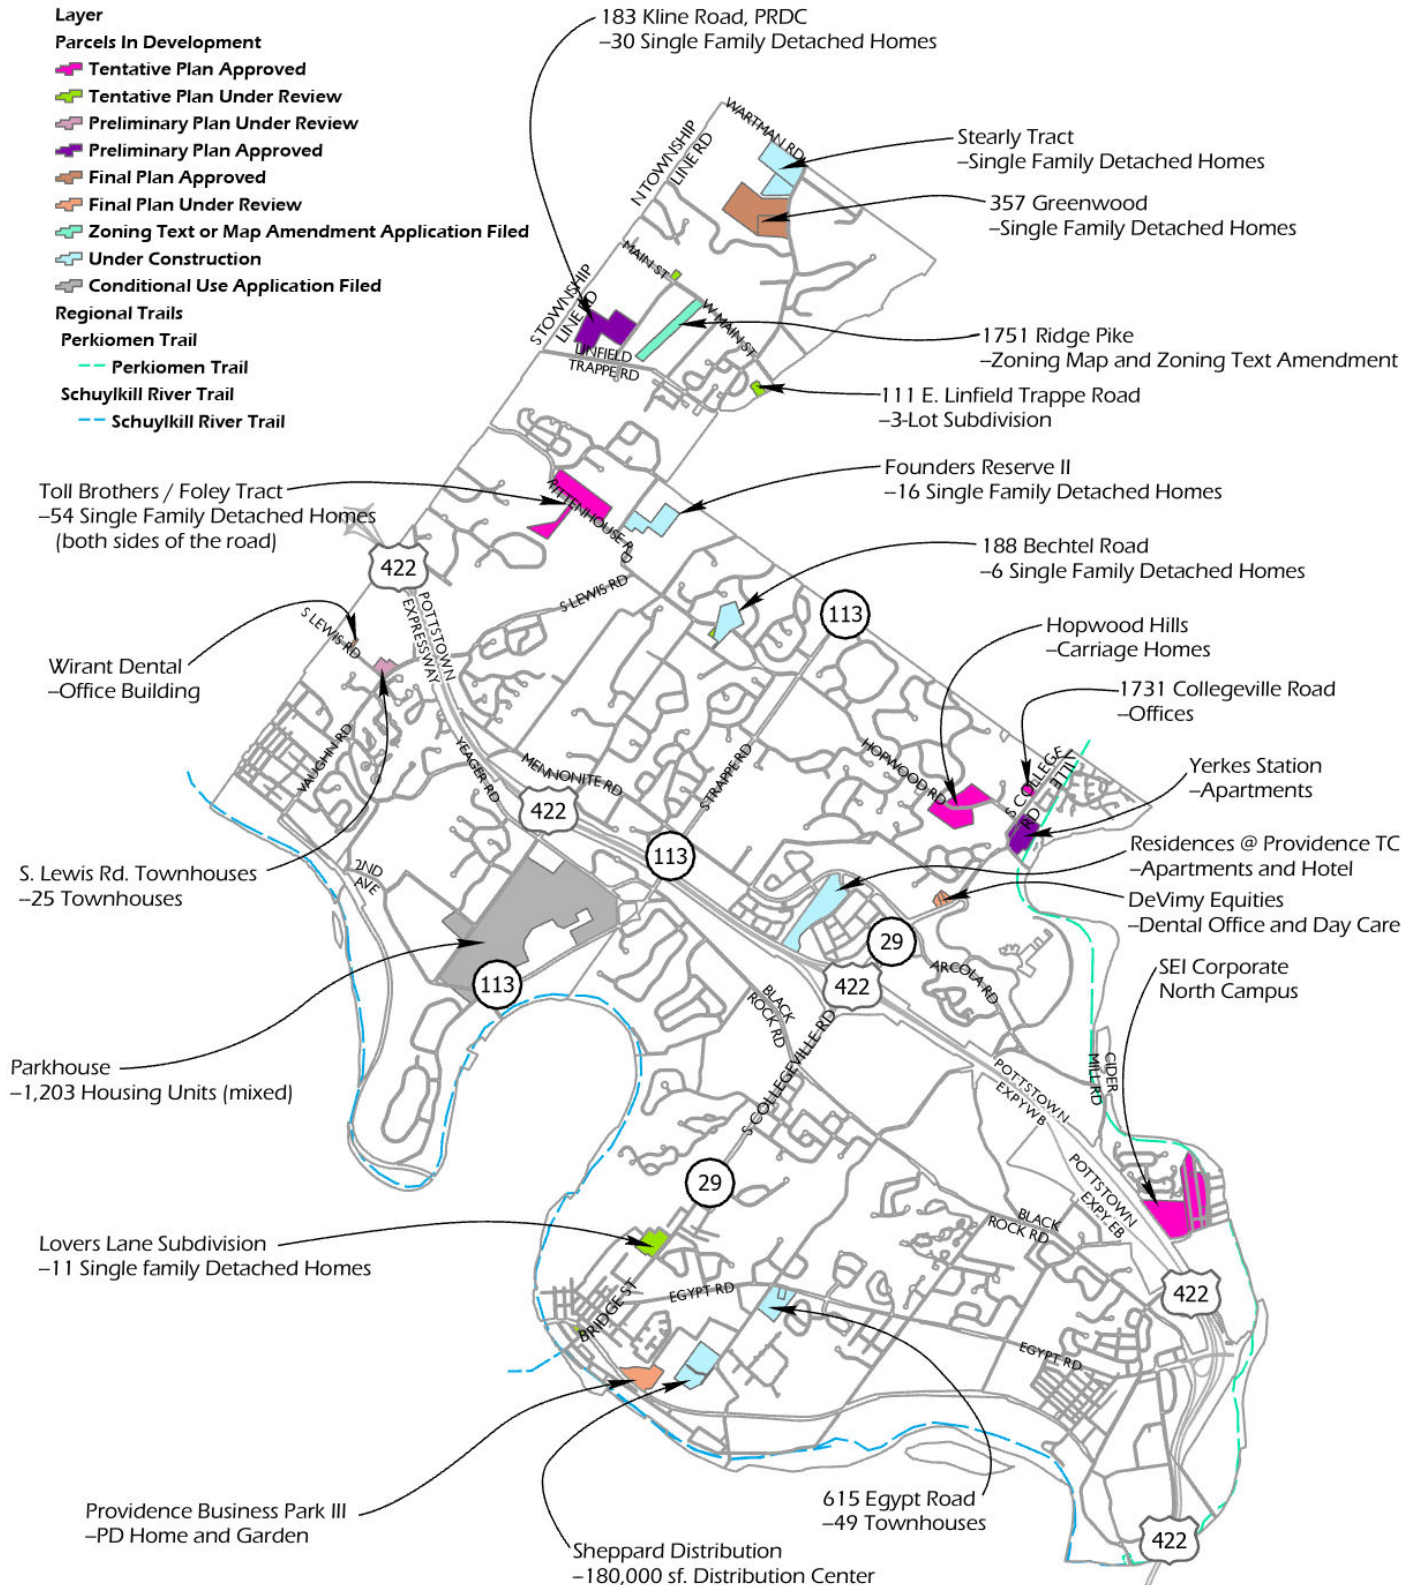 Layer
Parcels In Development
Tentative Plan Approved
Tentative Plan Under Review
Preliminary Plan Under Review
Preliminary Plan Approved
Final Plan Approved
Final Plan Under Review
Zoning Text or Map Amendment Application Filed
Under Construction
Conditional Use Application Filed
Regional Trails
Perkiomen Trail
Perkiomen Trail
Schuylkill River Trail
Schuylkill River Trail
183 Kline Road, PRDC
–30 Single Family Detached Homes
WARTMAN RD
N TOWNSHIP
LINE RD
Stearly Tract
–Single Family Detached Homes
357 Greenwood
–Single Family Detached Homes
MAIN ST
S TOWNSHIP
LINE RD
W MAIN ST
LINFIELD
TRAPPE RD
1751 Ridge Pike
–Zoning Map and Zoning Text Amendment
111 E. Linfield Trappe Road
–3-Lot Subdivision
Founders Reserve II
–16 Single Family Detached Homes
Toll Brothers / Foley Tract
–54 Single Family Detached Homes
(both sides of the road)
RITTENHOUSE RD
188 Bechtel Road
–6 Single Family Detached Homes
422
POTTSTOWN
EXPRESSWAY
S LEWIS RD
113
S LEWIS RD
Hopwood Hills
–Carriage Homes
Wirant Dental
–Office Building
1731 Collegeville Road
–Offices
VAUGHN RD
YEAGER RD
MENNONITE RD
S TRAPPE RD
HOPWOOD RD
S COLLEGEVILLE
RD
Yerkes Station
–Apartments
422
113
Residences @ Providence TC
–Apartments and Hotel
S. Lewis Rd. Townhouses
–25 Townhouses
2ND
AVE
DeVimy Equities
–Dental Office and Day Care
29
ARCOLA RD
SEI Corporate
North Campus
113
422
BLACK
ROCK RD
S COLLEGEVILLE RD
Parkhouse
–1,203 Housing Units (mixed)
POTTSTOWN
EXPY WB
CIDER
MILL RD
29
POTTSTOWN
EXPY EB
BLACK
ROCK RD
Lovers Lane Subdivision
–11 Single family Detached Homes
422
EGYPT RD
BRIDGE ST
EGYPT RD
Providence Business Park III
–PD Home and Garden
615 Egypt Road
–49 Townhouses
422
Sheppard Distribution
–180,000 sf. Distribution Center